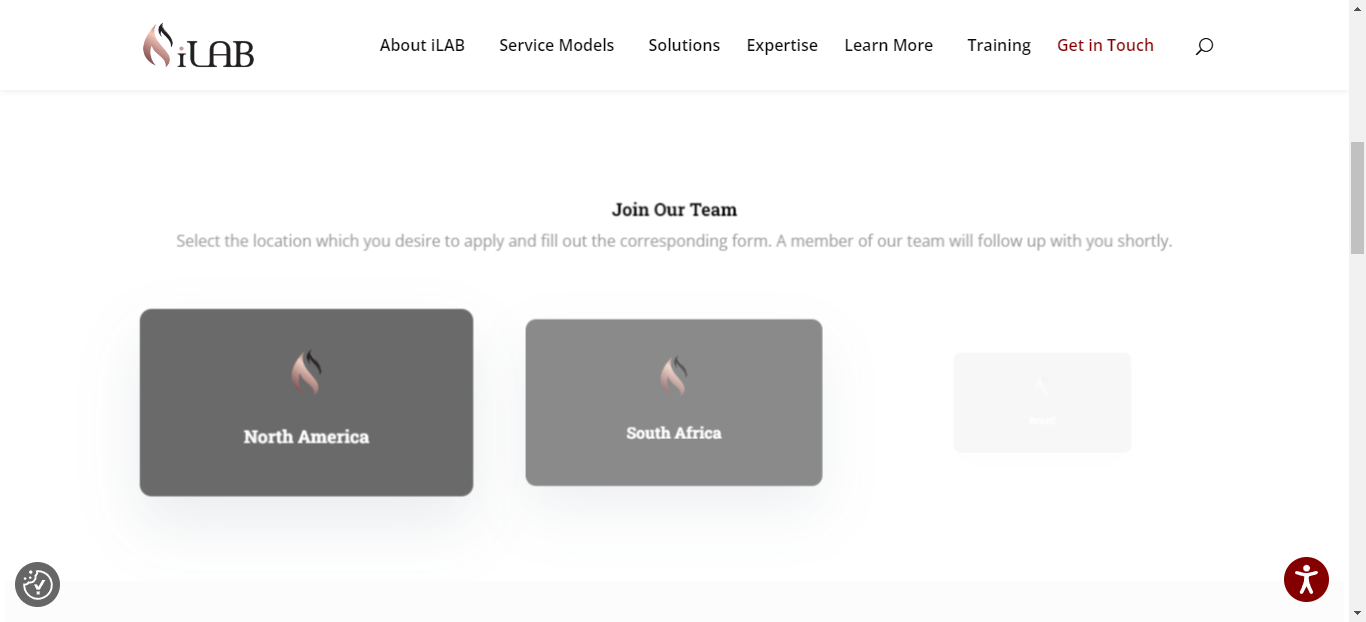 iLAB
About iLAB
Service Models
Solutions
Expertise
Learn More
Training
Get in Touch
Join Our Team
Select the location which you desire to apply and fill out the corresponding form. A member of our team will follow up with you shortly.
North America
South Africa